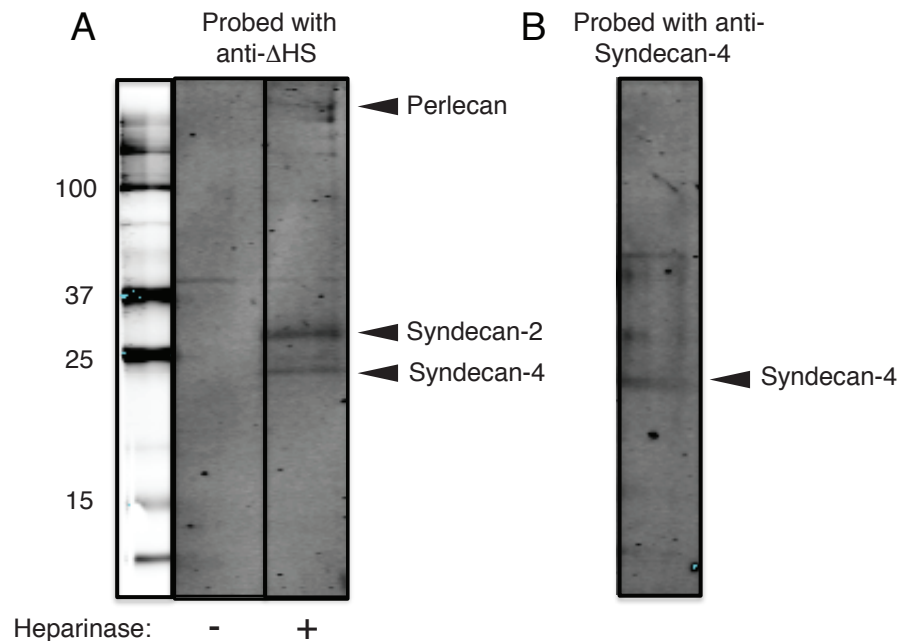 A
Probed with
anti-ΔHS
B
Probed with anti-
Syndecan-4
Perlecan
100
37
Syndecan-2
25
Syndecan-4
Syndecan-4
15
Heparinase: - +